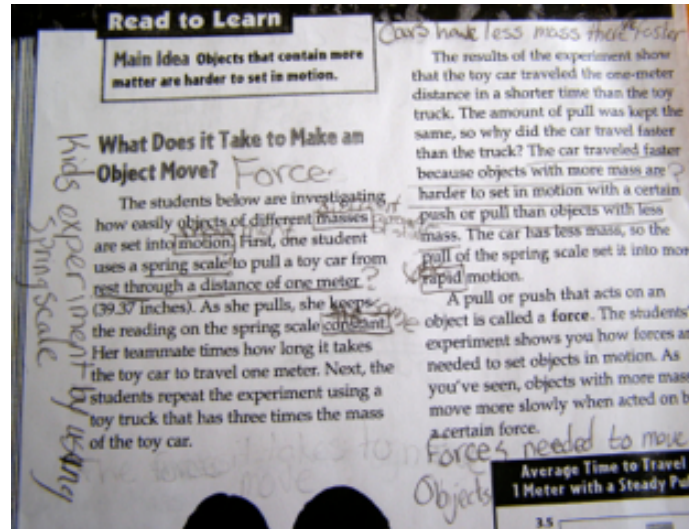 Read to Learn
Main Idea Objects that contain more
matter are harder to set in motion.
Kids experiment by using
Spring Scale
What Does it Take to Make an
Object Move? Force
The students below are investigating
how easily objects of different masses
are set into motion. First, one student
uses a spring scale to pull a toy car from
rest through a distance of one meter ?
(39.37 inches). As she pulls, she keeps
the reading on the spring scale constant.
Her teammate times how long it takes
the toy car to travel one meter. Next, the
students repeat the experiment using a
toy truck that has three times the mass
of the toy car.
Cars have less mass faster
The results of the experiment show
that the toy car traveled the one-meter
distance in a shorter time than the toy
truck. The amount of pull was kept the
same, so why did the car travel faster
than the truck? The car traveled faster
because objects with more mass are ?
harder to set in motion with a certain
push or pull than objects with less
mass. The car has less mass, so the
pull of the spring scale set it into more
rapid motion.
A pull or push that acts on an
object is called a force. The students'
experiment shows you how forces
needed to set objects in motion. As
you've seen, objects with more mass
move more slowly when acted on
a certain force.
Forces needed to move
Objects
Average Time to Travel
1 Meter with a Steady
3.5